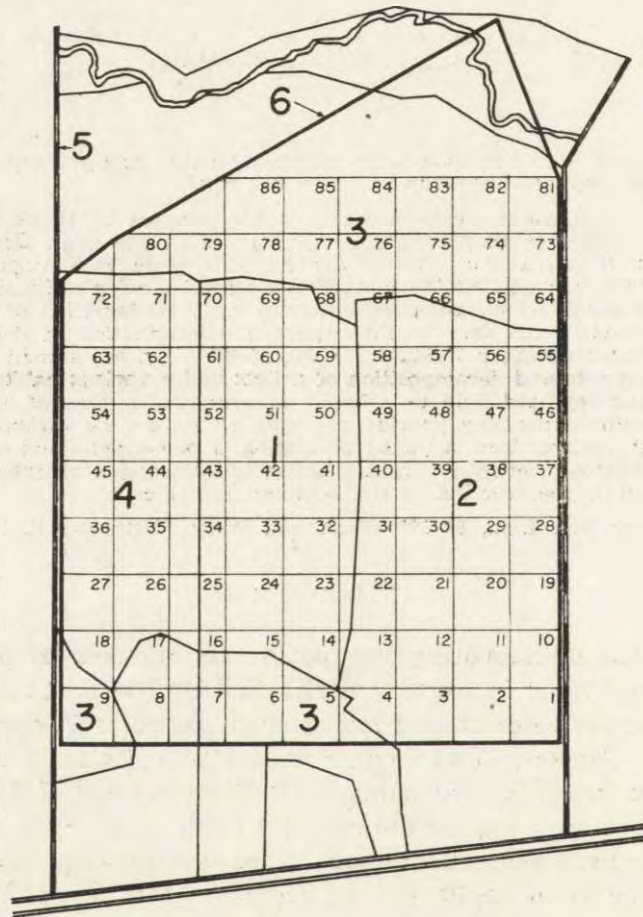 6
5
86 85 84 83 82 81
3
80 79 78 77 76 75 74 73
72 71 70 69 68 67 66 65 64
63 62 61 60 59 58 57 56 55
54 53 52 51 50 49 48 47 46
1
45 44 43 42 41 40 39 38 37
4 2
36 35 34 33 32 31 30 29 28
27 26 25 24 23 22 21 20 19
18 17 16 15 14 13 12 11 10
9 8 7 6 5 4 3 2 1
3 3